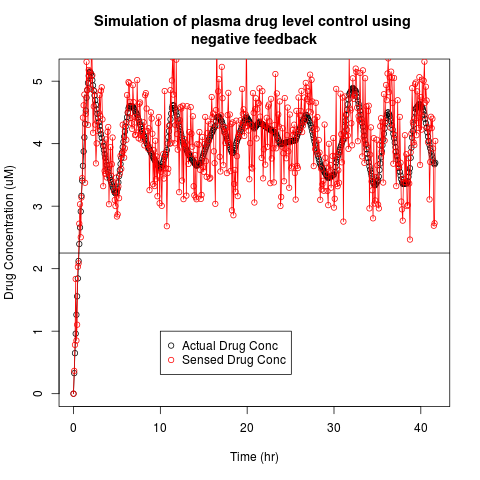 Simulation of plasma drug level control using
negative feedback
Drug Concentration (uM)
5
4
3
2
1
0
Actual Drug Conc
Sensed Drug Conc
0 10 20 30 40
Time (hr)